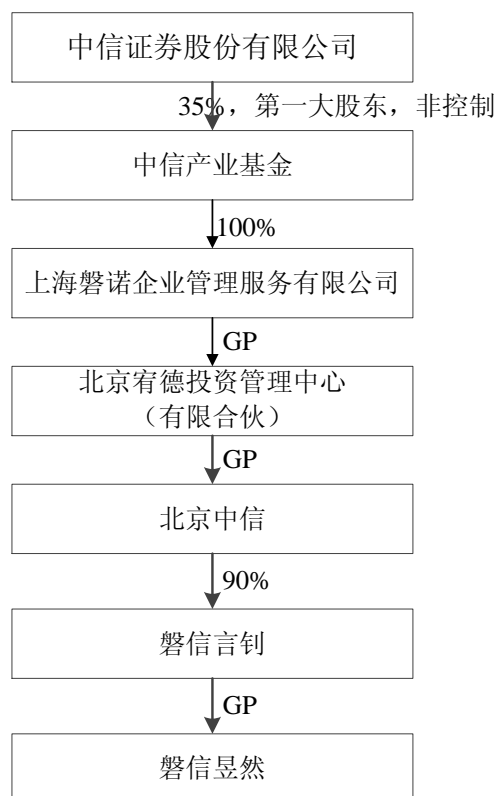 中信证券股份有限公司
35%，第一大股东，非控制
中信产业基金
100%
上海磐诺企业管理服务有限公司
GP
北京宥德投资管理中心
（有限合伙）
GP
北京中信
90%
磐信言钊
GP
磐信昱然